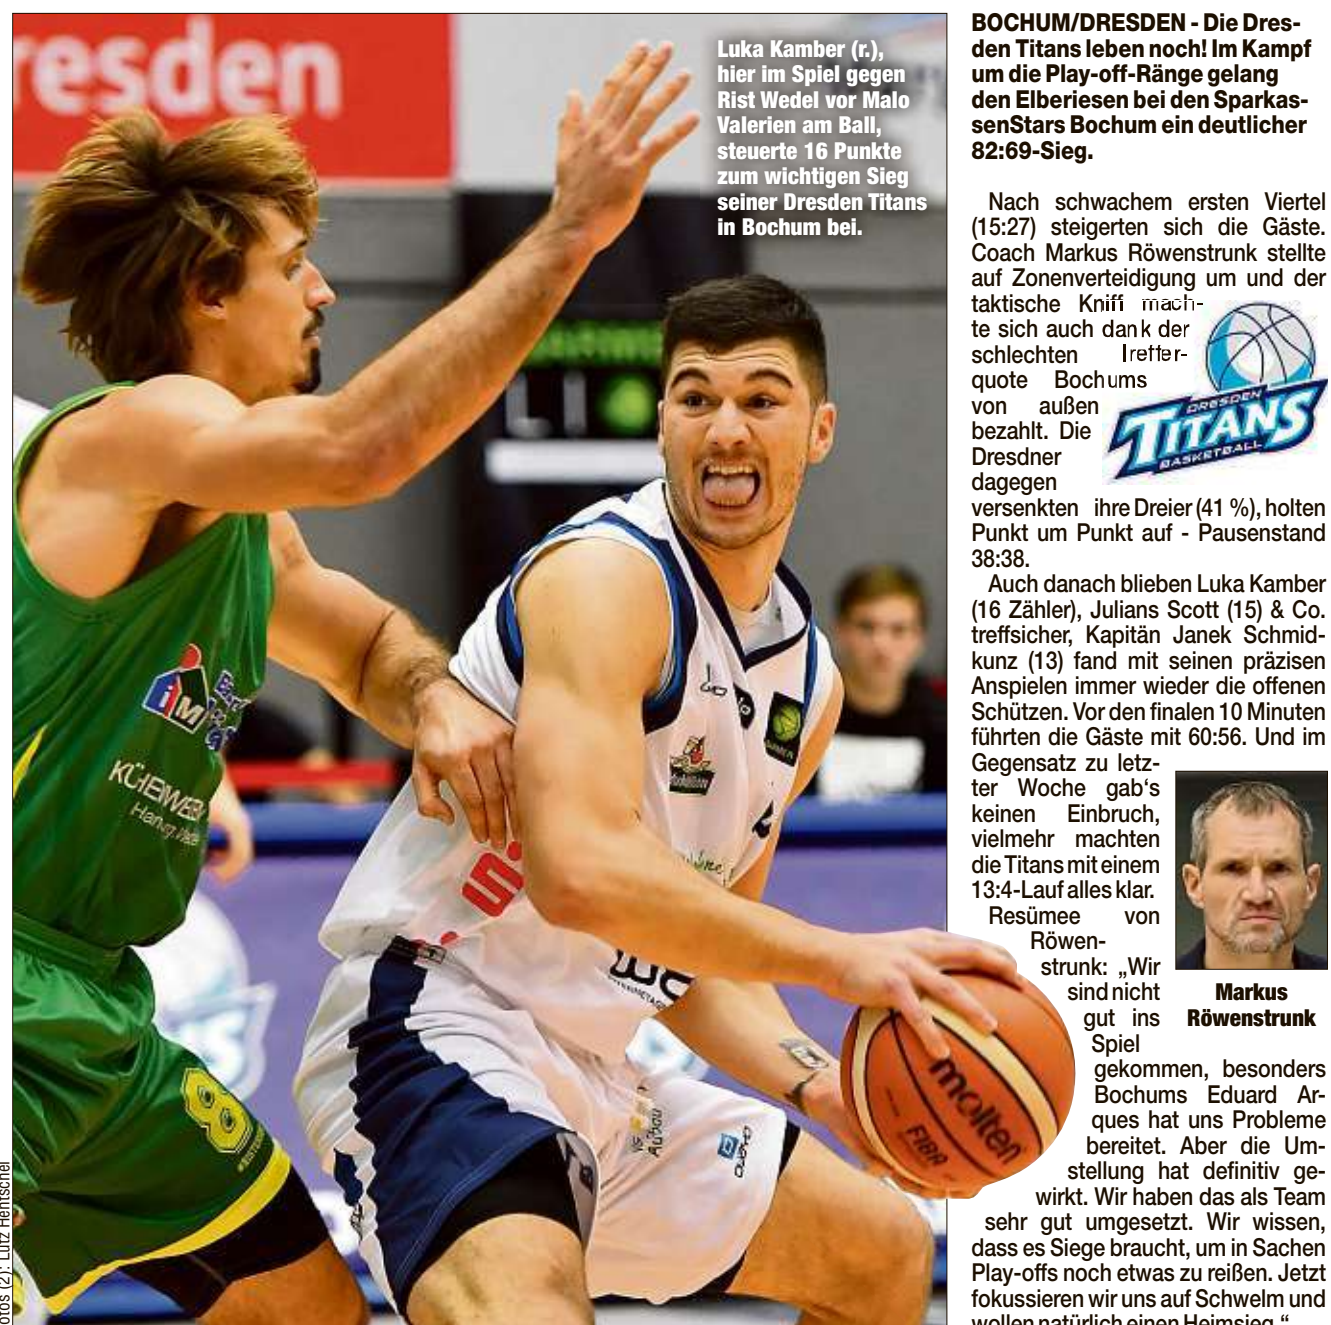 resden
Luka Kamber (r.),
hier im Spiel gegen
Rist Wedel vor Malo
Valerien am Ball,
steuerte 16 Punkte
zum wichtigen Sieg
seiner Dresden Titans
in Bochum bei.
BOCHUM/DRESDEN - Die Dres-
den Titans leben noch! Im Kampf
um die Play-off-Ränge gelang
den Elberiesen bei den Sparkas-
senStars Bochum ein deutlicher
82:69-Sieg.
Nach schwachem ersten Viertel
(15:27) steigerten sich die Gäste.
Coach Markus Röwenstrunk stellte
auf Zonenverteidigung um und der
taktische Kniff mach-
te sich auch dank der
schlechten Treffer-
quote Bochums
von außen
bezahlt. Die
Dresdner
dagegen
versenkten ihre Dreier (41 %), holten
Punkt um Punkt auf - Pausenstand
38:38.
DRESDEN
TITANS
BASKETBALL
Auch danach blieben Luka Kamber
(16 Zähler), Julians Scott (15) & Co.
treffsicher, Kapitän Janek Schmid-
kunz (13) fand mit seinen präzisen
Anspielen immer wieder die offenen
Schützen. Vor den finalen 10 Minuten
führten die Gäste mit 60:56. Und im
Gegensatz zu letz-
ter Woche gab‘s
keinen Einbruch,
vielmehr machten
die Titans mit einem
13:4-Lauf alles klar.
Resümee von
Röwen-
strunk: „Wir
sind nicht
gut ins
Spiel
gekommen, besonders
Bochums Eduard Ar-
ques hat uns Probleme
bereitet. Aber die Um-
stellung hat definitiv ge-
wirkt. Wir haben das als Team
sehr gut umgesetzt. Wir wissen,
dass es Siege braucht, um in Sachen
Play-offs noch etwas zu reißen. Jetzt
fokussieren wir uns auf Schwelm und
wollen natürlich einen Heimsieg.“
Markus
Röwenstrunk
iM
8
molten
FIBA
otos (2): Lutz Hentschel